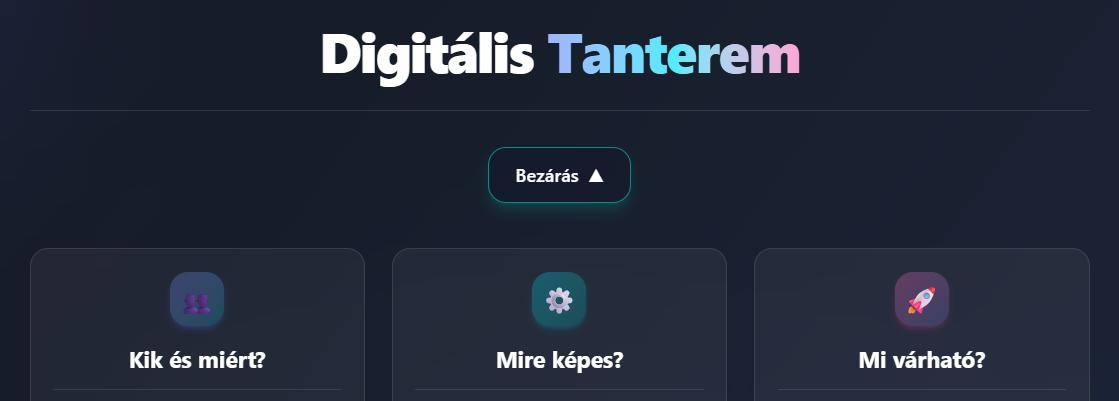 Digitális Tanterem
Bezárás ▲
Kik és miért?
Mire képes?
Mi várható?